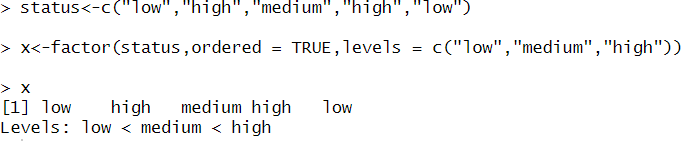 > status<-c("low","high","medium","high","low")
> x<-factor(status,ordered = TRUE,levels = c("low","medium","high"))
> x
[1] low    high   medium high   low
Levels: low < medium < high